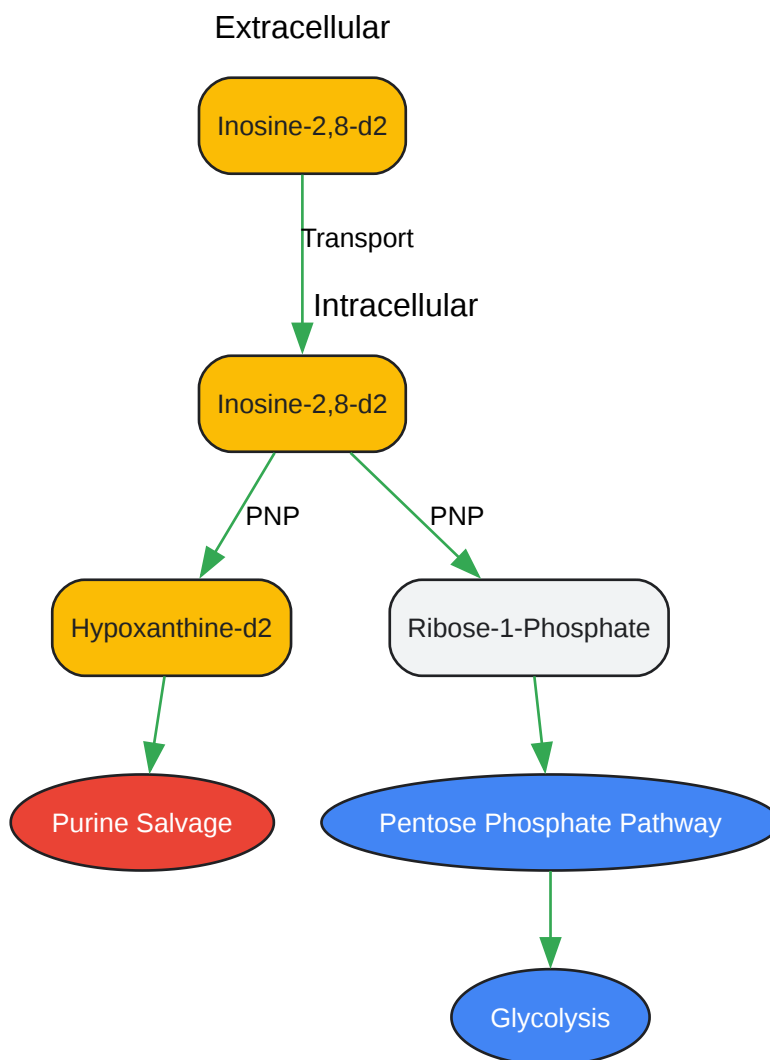 Extracellular
Inosine-2,8-d2
Transport
Intracellular
Inosine-2,8-d2
PNP
PNP
Hypoxanthine-d2
Ribose-1-Phosphate
Purine Salvage
Pentose Phosphate Pathway
Glycolysis